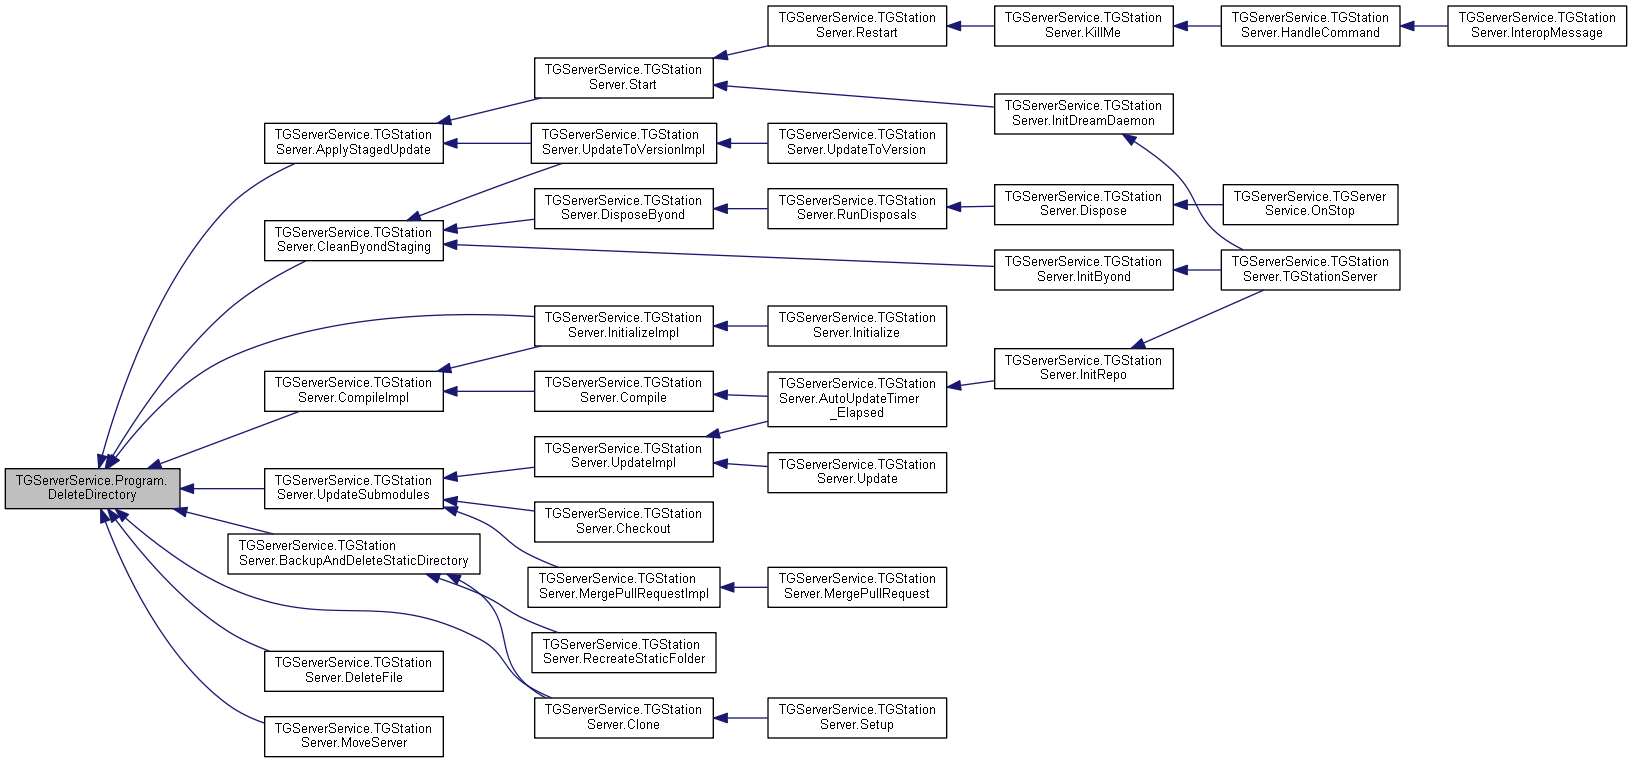 TGServerService.TGStation
Server.Restart
TGServerService.TGStation
Server.KillMe
TGServerService.TGStation
Server.HandleCommand
TGServerService.TGStation
Server.InteropMessage
TGServerService.TGStation
Server.Start
TGServerService.TGStation
Server.InitDreamDaemon
TGServerService.TGStation
Server.ApplyStagedUpdate
TGServerService.TGStation
Server.UpdateToVersionImpl
TGServerService.TGStation
Server.UpdateToVersion
TGServerService.TGStation
Server.DisposeByond
TGServerService.TGStation
Server.RunDisposals
TGServerService.TGStation
Server.Dispose
TGServerService.TGServer
Service.OnStop
TGServerService.TGStation
Server.CleanByondStaging
TGServerService.TGStation
Server.InitByond
TGServerService.TGStation
Server.TGStationServer
TGServerService.TGStation
Server.InitializeImpl
TGServerService.TGStation
Server.Initialize
TGServerService.TGStation
Server.InitRepo
TGServerService.TGStation
Server.CompileImpl
TGServerService.TGStation
Server.Compile
TGServerService.TGStation
Server.AutoUpdateTimer
_Elapsed
TGServerService.TGStation
Server.UpdateImpl
TGServerService.TGStation
Server.Update
TGServerService.Program.
DeleteDirectory
TGServerService.TGStation
Server.UpdateSubmodules
TGServerService.TGStation
Server.Checkout
TGServerService.TGStation
Server.BackupAndDeleteStaticDirectory
TGServerService.TGStation
Server.MergePullRequestImpl
TGServerService.TGStation
Server.MergePullRequest
TGServerService.TGStation
Server.RecreateStaticFolder
TGServerService.TGStation
Server.DeleteFile
TGServerService.TGStation
Server.Clone
TGServerService.TGStation
Server.Setup
TGServerService.TGStation
Server.MoveServer